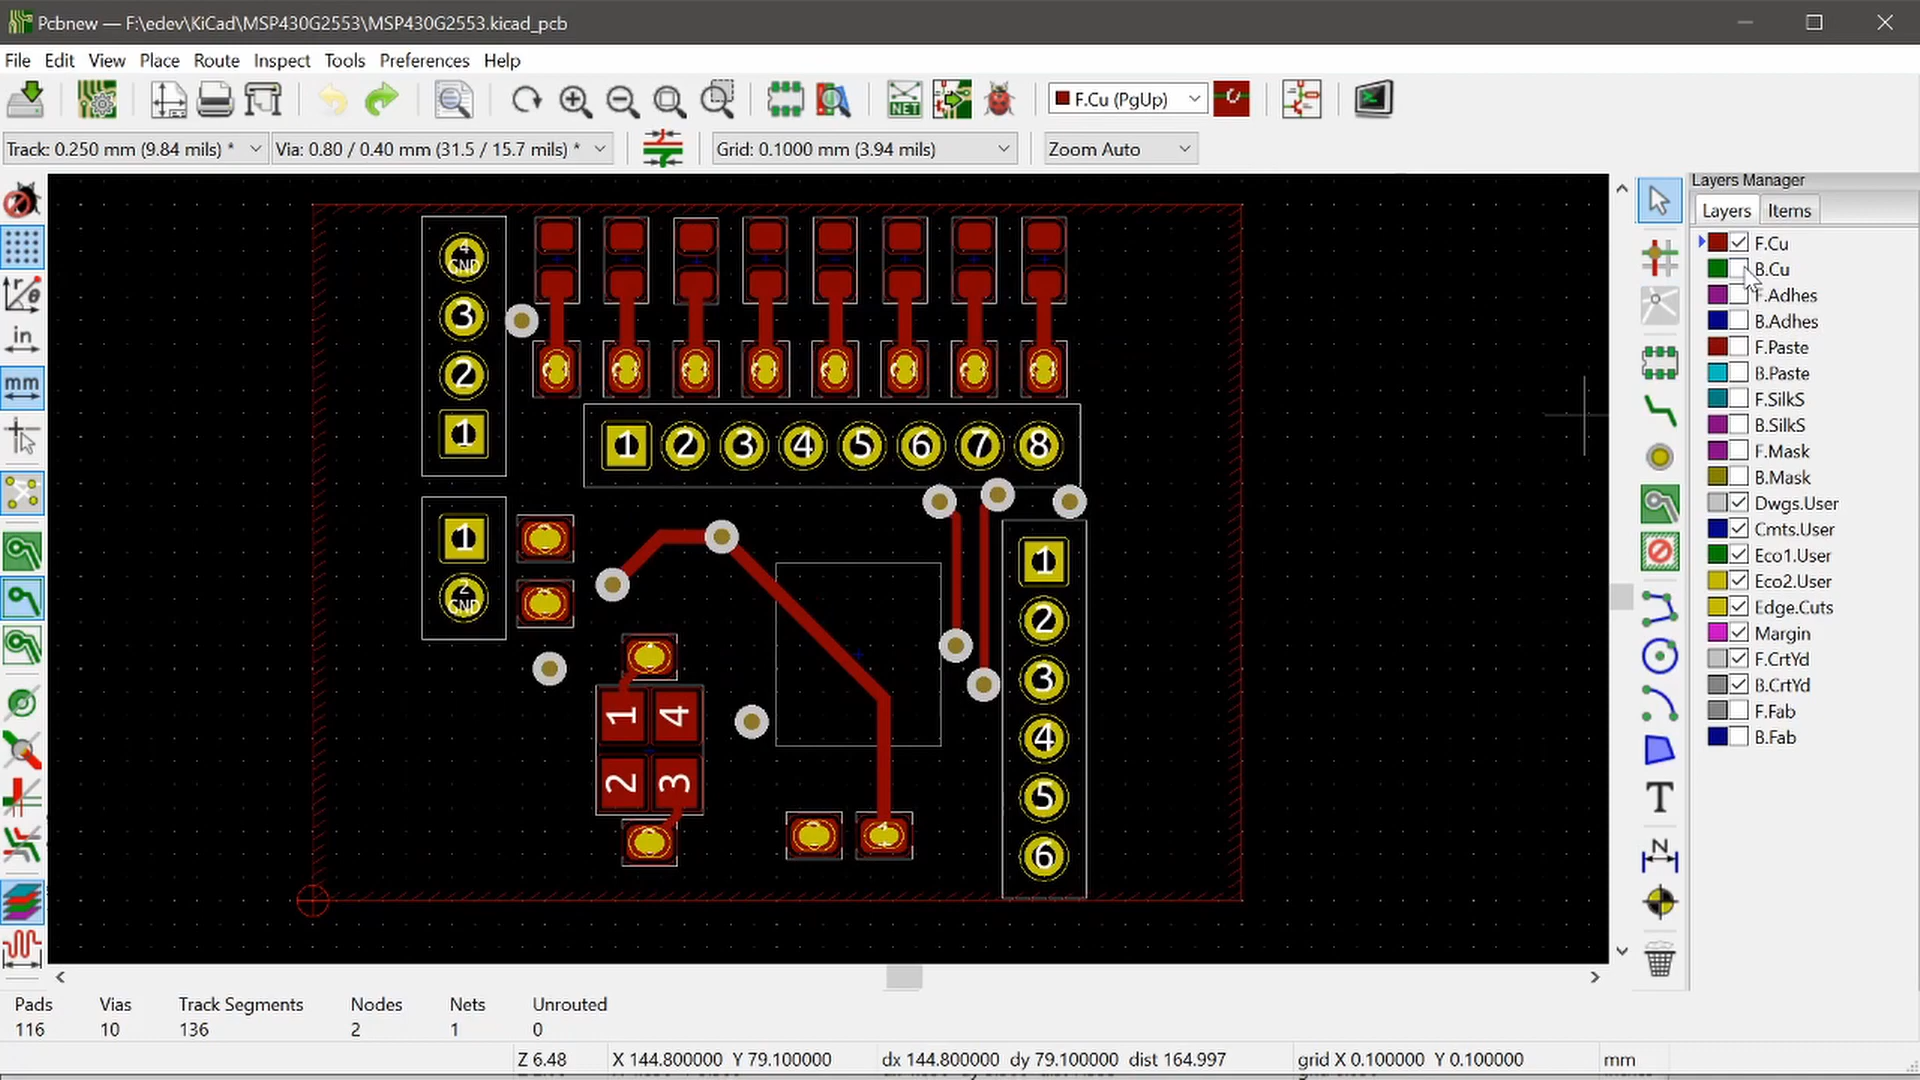 Pcbnew — F:\edev\KiCad\MSP430G2553\MSP430G2553.kicad_pcb
File Edit View Place Route Inspect Tools Preferences Help
NET F.Cu (PgUp)
Track: 0.250 mm (9.84 mils) * Via: 0.80 / 0.40 mm (31.5 / 15.7 mils) * Grid: 0.1000 mm (3.94 mils) Zoom Auto
in
mm
4
GND
3
2
1
1 2 3 4 5 6 7 8
1
2
GND
1 4
2 3
1
2
3
4
5
6
T
N
Layers Manager
Layers Items
F.Cu
B.Cu
F.Adhes
B.Adhes
F.Paste
B.Paste
F.SilkS
B.SilkS
F.Mask
B.Mask
Dwgs.User
Cmts.User
Eco1.User
Eco2.User
Edge.Cuts
Margin
F.CrtYd
B.CrtYd
F.Fab
B.Fab
Pads Vias Track Segments Nodes Nets Unrouted
116 10 136 2 1 0
Z 6.48 X 144.800000 Y 79.100000 dx 144.800000 dy 79.100000 dist 164.997 grid X 0.100000 Y 0.100000 mm